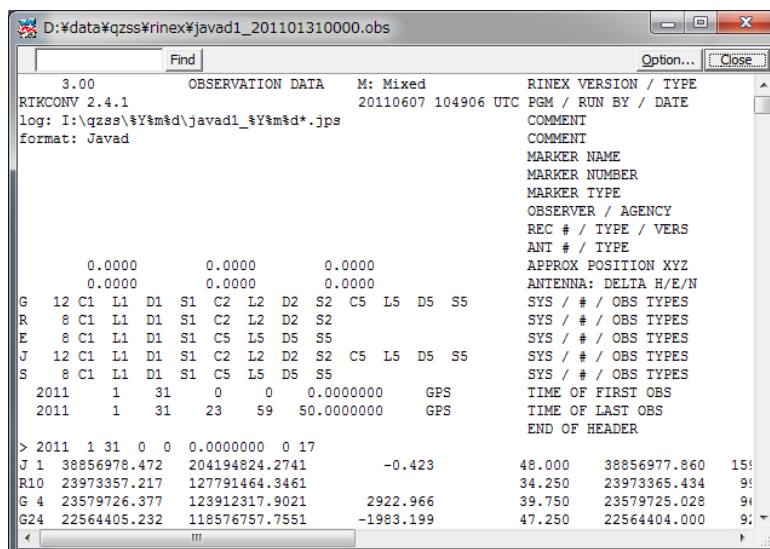 D:¥data¥qzss¥rinex¥javad1_201101310000.obs
Find Option... Close
3.00 OBSERVATION DATA M: Mixed RINEX VERSION / TYPE
RTKCONV 2.4.1 20110607 104906 UTC PGM / RUN BY / DATE
log: I:\qzss\%Y%m%d\javad1_%Y%m%d*.jps COMMENT
format: Javad COMMENT
MARKER NAME
MARKER NUMBER
MARKER TYPE
OBSERVER / AGENCY
REC # / TYPE / VERS
ANT # / TYPE
0.0000 0.0000 0.0000 APPROX POSITION XYZ
0.0000 0.0000 0.0000 ANTENNA: DELTA H/E/N
G 12 C1 L1 D1 S1 C2 L2 D2 S2 C5 L5 D5 S5 SYS / # / OBS TYPES
R 8 C1 L1 D1 S1 C2 L2 D2 S2 SYS / # / OBS TYPES
E 8 C1 L1 D1 S1 C5 L5 D5 S5 SYS / # / OBS TYPES
J 12 C1 L1 D1 S1 C2 L2 D2 S2 C5 L5 D5 S5 SYS / # / OBS TYPES
S 8 C1 L1 D1 S1 C5 L5 D5 S5 SYS / # / OBS TYPES
2011 1 31 0 0 0.0000000 GPS TIME OF FIRST OBS
2011 1 31 23 59 50.0000000 GPS TIME OF LAST OBS
END OF HEADER
> 2011 1 31 0 0 0.0000000 0 17
J 1 38856978.472 204194824.2741 -0.423 48.000 38856977.860 159
R10 23973357.217 127791464.3461 34.250 23973365.434
G 4 23579726.377 123912317.9021 2922.966 39.750 23579725.028
G24 22564405.232 118576757.7551 -1983.199 47.250 22564404.000